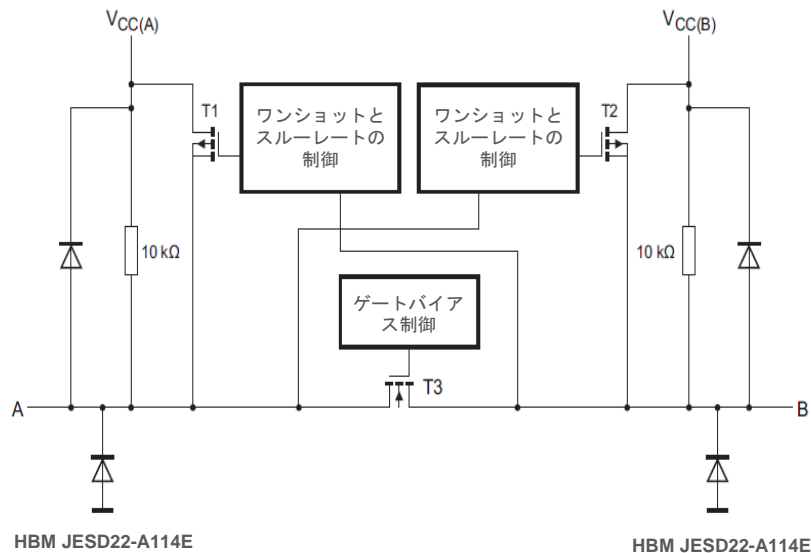 VCC(A)
VCC(B)
T1
ワンショットと
スルーレートの
制御
ワンショットと
スルーレートの
制御
T2
10 kΩ
10 kΩ
ゲートバイア
ス制御
T3
A
B
HBM JESD22-A114E
HBM JESD22-A114E